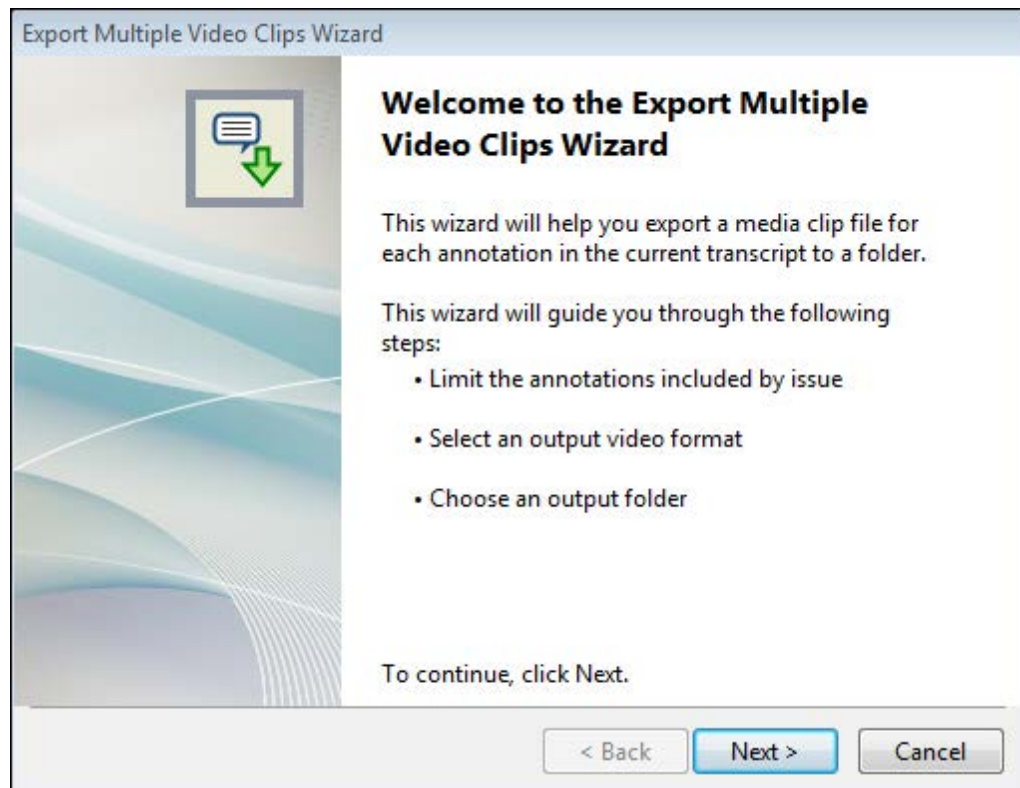 Export Multiple Video Clips Wizard
Welcome to the Export Multiple
Video Clips Wizard
This wizard will help you export a media clip file for
each annotation in the current transcript to a folder.
This wizard will guide you through the following
steps:
• Limit the annotations included by issue
• Select an output video format
• Choose an output folder
To continue, click Next.
< Back Next > Cancel